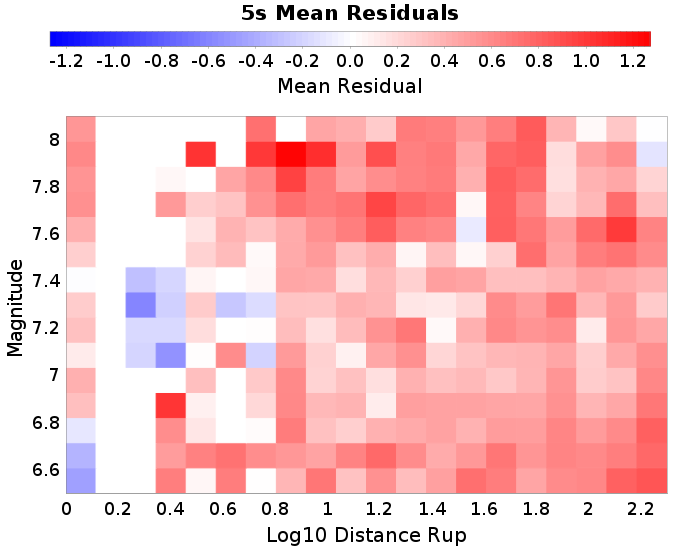 5s Mean Residuals
-1.2 -1.0 -0.8 -0.6 -0.4 -0.2 0.0 0.2 0.4 0.6 0.8 1.0 1.2
Mean Residual
8
7.8
7.6
7.4
7.2
7
6.8
6.6
Magnitude
0 0.2 0.4 0.6 0.8 1 1.2 1.4 1.6 1.8 2 2.2
Log10 Distance Rup